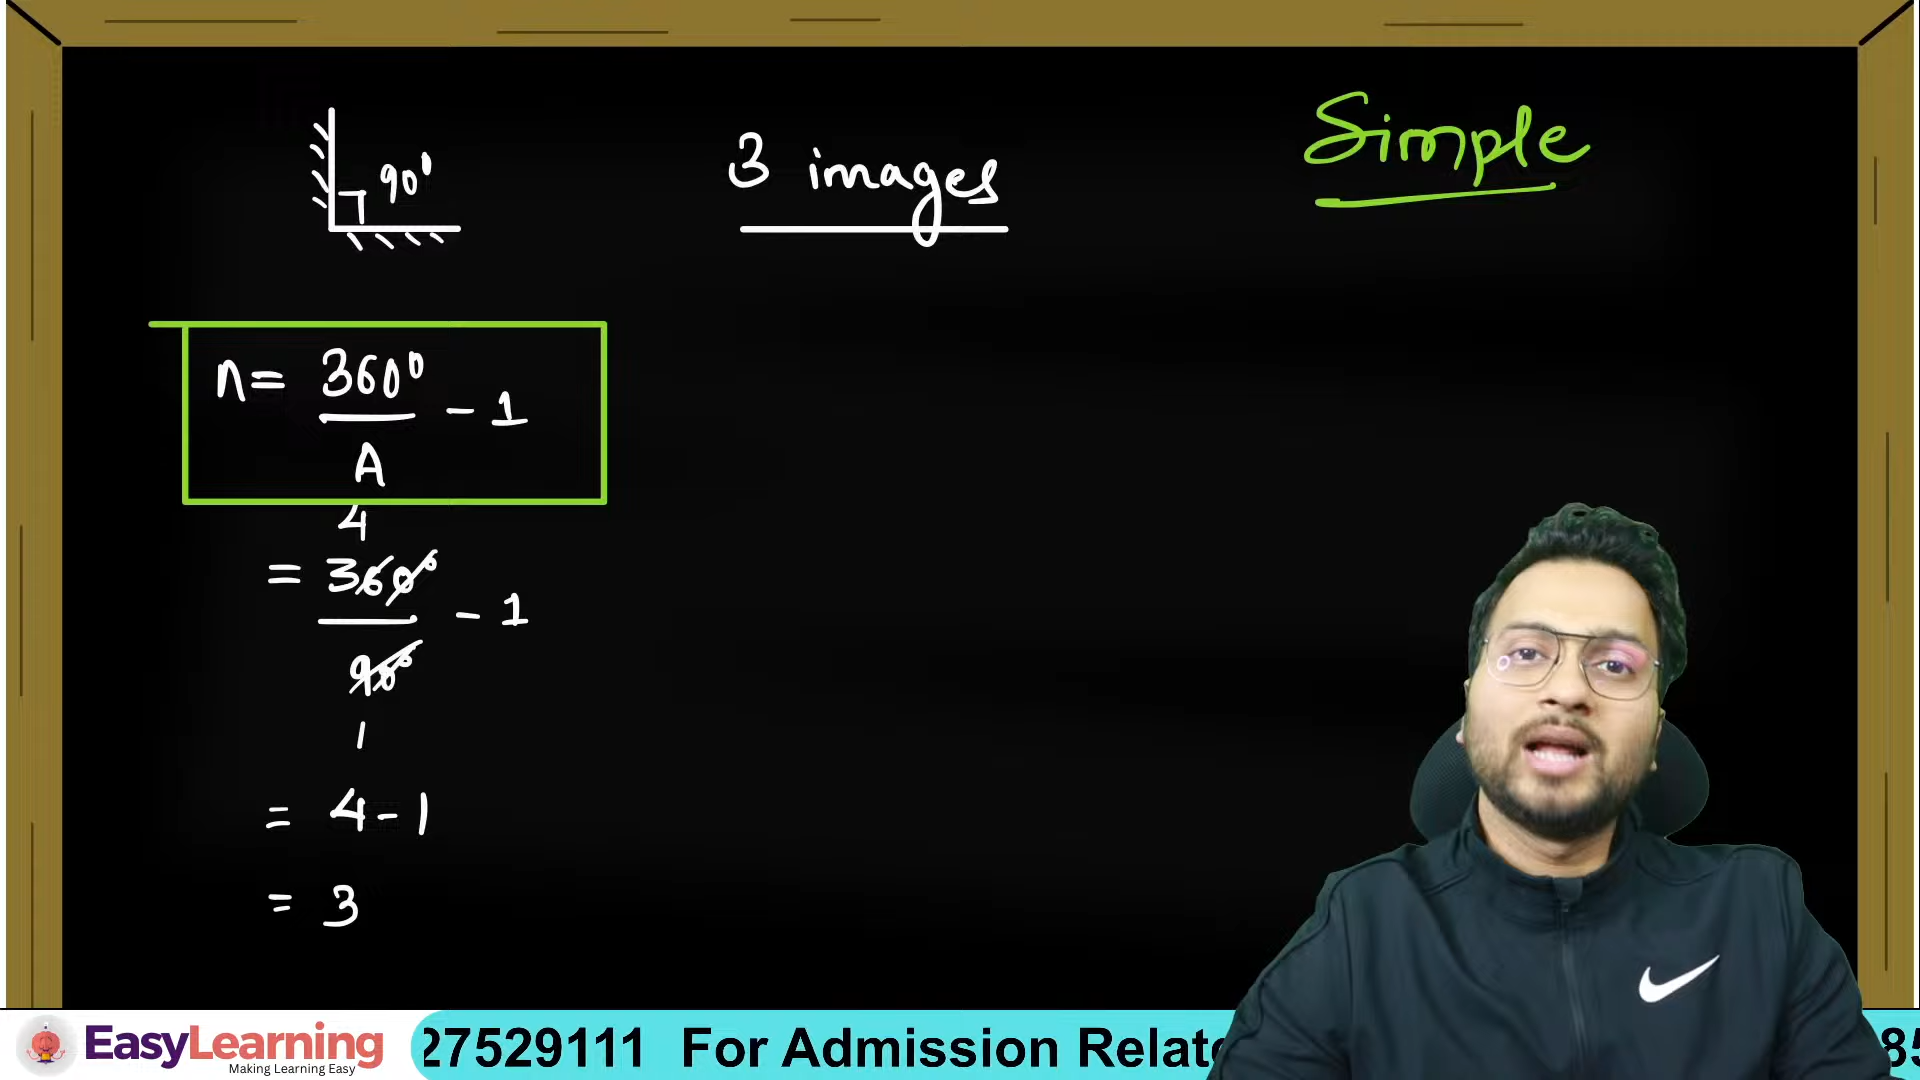 90°
3 images
Simple
n= 360°
A
- 1
4
= 360°
90°
- 1
1
= 4-1
= 3
EasyLearning
Making Learning Easy
27529111 For Admission Relate
85